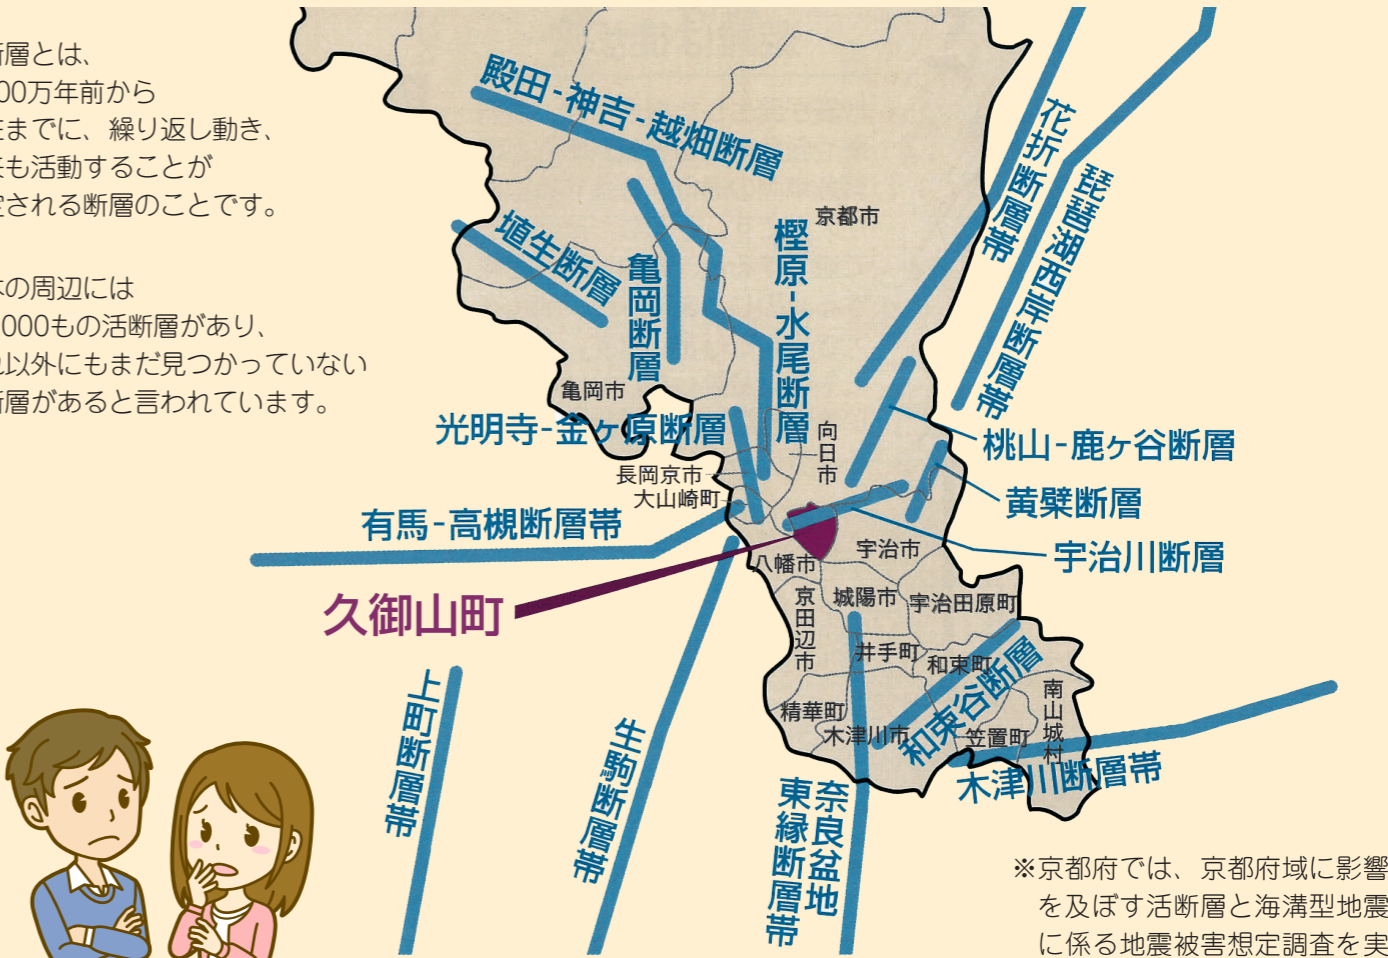 断層とは、
00万年前から
までに、繰り返し動き、
も活動することが
される断層のことです。
の周辺には
000もの活断層があり、
以外にもまだ見つかっていない
断層があると言われています。
殿田-神吉-越畑断層
花折断層帯
琵琶湖西岸断層帯
京都市
埴生断層
亀岡断層
樫原-水尾断層
亀岡市
光明寺-金ヶ原断層
向日市
長岡京市
大山崎町
桃山-鹿ヶ谷断層
黄檗断層
有馬-高槻断層帯
宇治市
宇治川断層
八幡市
久御山町
京田辺市
城陽市
宇治田原町
井手町
和束町
和束谷断層
南山城村
精華町
木津川市
笠置町
木津川断層帯
上町断層帯
生駒断層帯
奈良盆地
東縁断層帯
※京都府では、京都府域に影響
を及ぼす活断層と海溝型地震
に係る地震被害想定調査を実